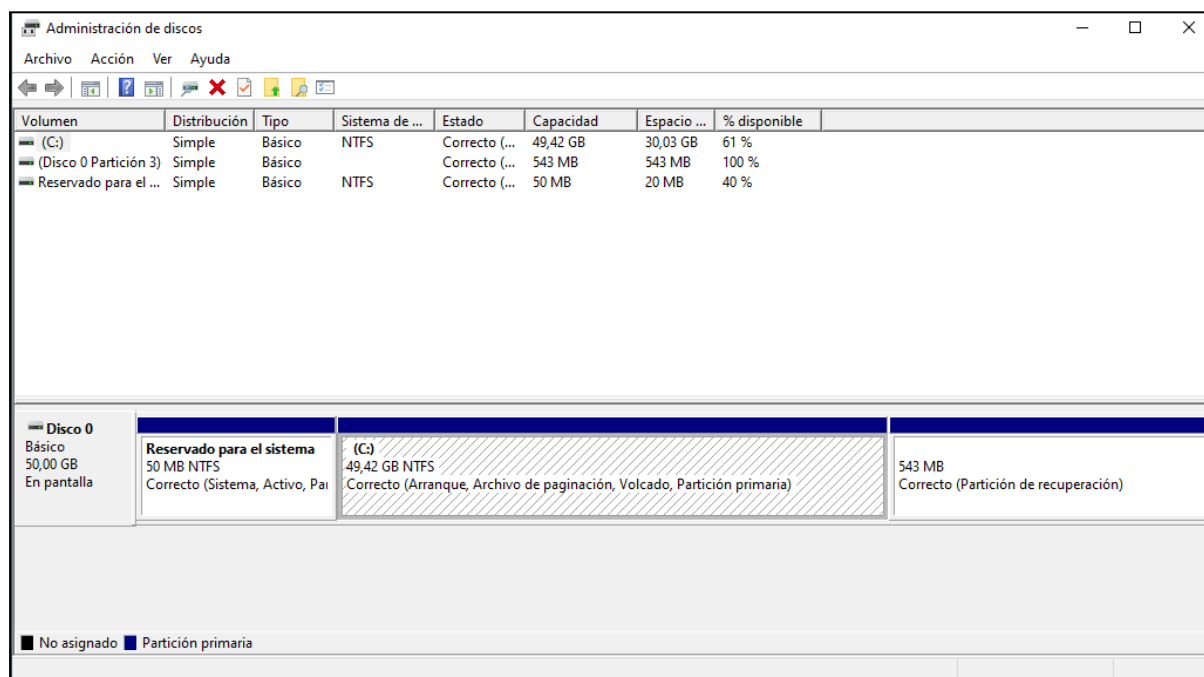 Administración de discos
Archivo Acción Ver Ayuda
Volumen Distribución Tipo Sistema de ... Estado Capacidad Espacio ... % disponible
(C:) Simple Básico NTFS Correcto (... 49,42 GB 30,03 GB 61 %
(Disco 0 Partición 3) Simple Básico Correcto (... 543 MB 543 MB 100 %
Reservado para el ... Simple Básico NTFS Correcto (... 50 MB 20 MB 40 %
Disco 0
Básico
50,00 GB
En pantalla
Reservado para el sistema
50 MB NTFS
Correcto (Sistema, Activo, Par
(C:)
49,42 GB NTFS
Correcto (Arranque, Archivo de paginación, Volcado, Partición primaria)
543 MB
Correcto (Partición de recuperación)
No asignado Partición primaria